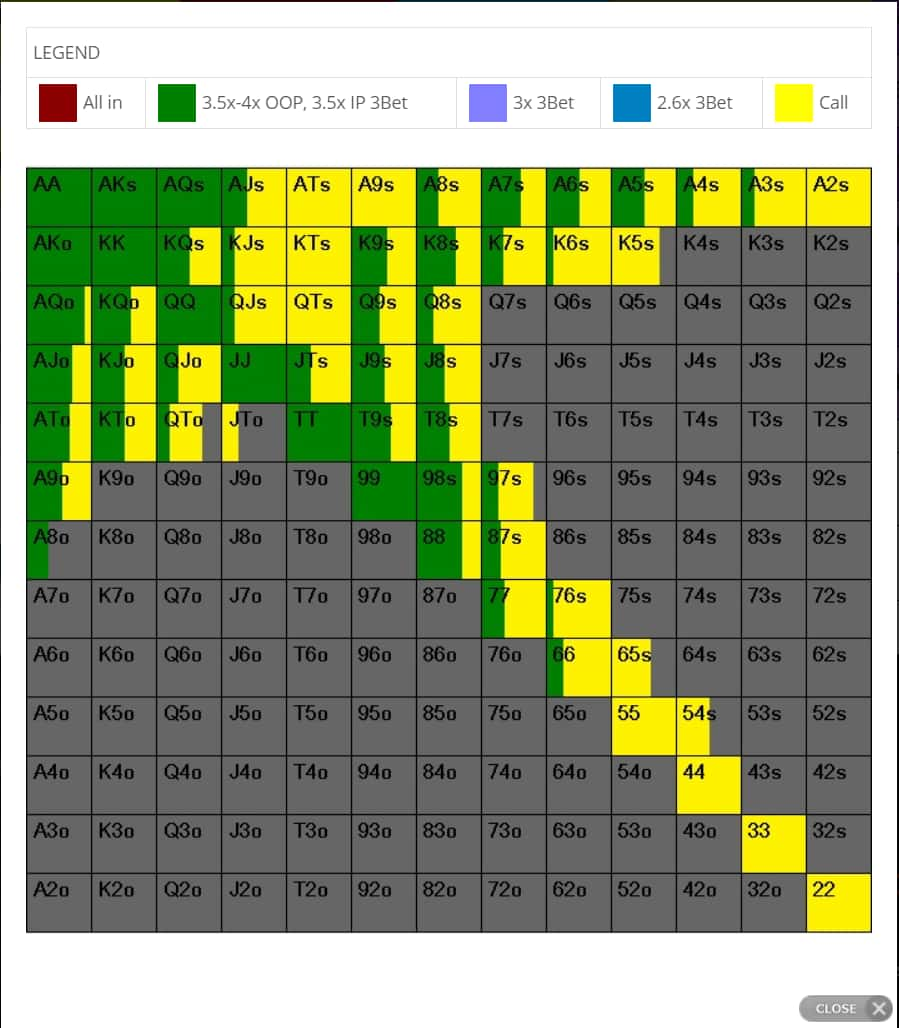 LEGEND
All in 3.5x-4x OOP, 3.5x IP 3Bet 3x 3Bet 2.6x 3Bet Call
AA AKs AQs AJs ATs A9s A8s A7s A6s A5s A4s A3s A2s
AKo KK KQs KJs KTs K9s K8s K7s K6s K5s K4s K3s K2s
AQo KQo QQ QJs QTs Q9s Q8s Q7s Q6s Q5s Q4s Q3s Q2s
AJo KJo QJo JJ JTs J9s J8s J7s J6s J5s J4s J3s J2s
ATo KTo QTo JTo TT T9s T8s T7s T6s T5s T4s T3s T2s
A9o K9o Q9o J9o T9o 99 98s 97s 96s 95s 94s 93s 92s
A8o K8o Q8o J8o T8o 98o 88 87s 86s 85s 84s 83s 82s
A7o K7o Q7o J7o T7o 97o 87o 77 76s 75s 74s 73s 72s
A6o K6o Q6o J6o T6o 96o 86o 76o 66 65s 64s 63s 62s
A5o K5o Q5o J5o T5o 95o 85o 75o 65o 55 54s 53s 52s
A4o K4o Q4o J4o T4o 94o 84o 74o 64o 54o 44 43s 42s
A3o K3o Q3o J3o T3o 93o 83o 73o 63o 53o 43o 33 32s
A2o K2o Q2o J2o T2o 92o 82o 72o 62o 52o 42o 32o 22
CLOSE